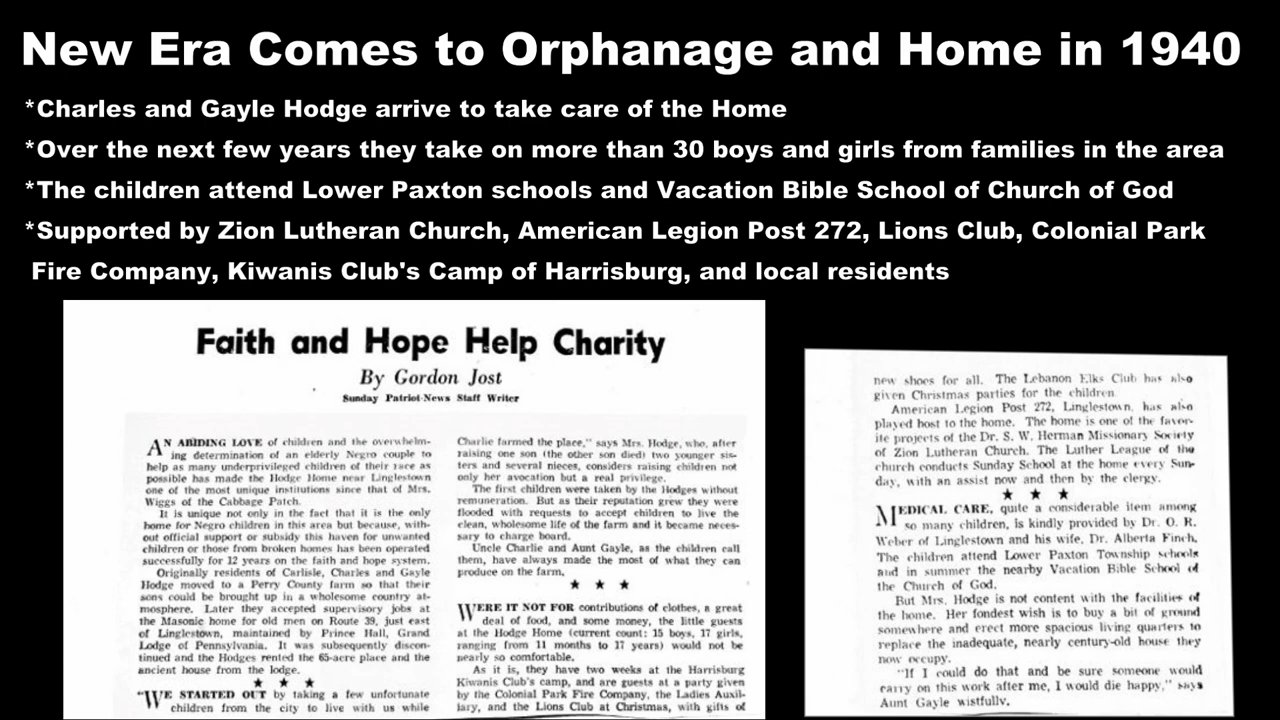 New Era Comes to Orphanage and Home in 1940
*Charles and Gayle Hodge arrive to take care of the Home
*Over the next few years they take on more than 30 boys and girls from families in the area
*The children attend Lower Paxton schools and Vacation Bible School of Church of God
*Supported by Zion Lutheran Church, American Legion Post 272, Lions Club, Colonial Park
Fire Company, Kiwanis Club's Camp of Harrisburg, and local residents
Faith and Hope Help Charity
By Gordon Jost
Sunday Patriot-News Staff Writer
AN ABIDING LOVE of children and the overwhelm-
ing determination of an elderly Negro couple to
help as many underprivileged children of their race as
possible has made the Hodge Home near Linglestown
one of the most unique institutions since that of Mrs.
Wiggs of the Cabbage Patch.
It is unique not only in the fact that it is the only
home for Negro children in this area but because, with-
out official support or subsidy this haven for unwanted
children or those from broken homes has been operated
successfully for 12 years on the faith and hope system.
Originally residents of Carlisle, Charles and Gayle
Hodge moved to a Perry County farm so that their
sons could be brought up in a wholesome country at-
mosphere. Later they accepted supervisory jobs at
the Masonic home for old men on Route 39, just east
of Linglestown, maintained by Prince Hall, Grand
Lodge of Pennsylvania. It was subsequently discon-
tinued and the Hodges rented the 65-acre place and the
ancient house from the lodge.
★ ★ ★
"WE STARTED OUT by taking a few unfortunate
children from the city to live with us while
Charlie farmed the place," says Mrs. Hodge, who, after
raising one son (the other son died) two younger sis-
ters and several nieces, considers raising children not
only her avocation but a real privilege.
The first children were taken by the Hodges without
remuneration. But as their reputation grew they were
flooded with requests to accept children to live the
clean, wholesome life of the farm and it became neces-
sary to charge board.
Uncle Charlie and Aunt Gayle, as the children call
them, have always made the most of what they can
produce on the farm.
★ ★ ★
WERE IT NOT FOR contributions of clothes, a great
deal of food, and some money, the little guests
at the Hodge Home (current count: 15 boys, 17 girls,
ranging from 11 months to 17 years) would not be
nearly so comfortable.
As it is, they have two weeks at the Harrisburg
Kiwanis Club's camp, and are guests at a party given
by the Colonial Park Fire Company, the Ladies Auxil-
iary, and the Lions Club at Christmas, with gifts of
new shoes for all. The Lebanon Elks Club has also
given Christmas parties for the children.
American Legion Post 272, Linglestown, has also
played host to the home. The home is one of the favor-
ite projects of the Dr. S. W. Herman Missionary Society
of Zion Lutheran Church. The Luther League of the
church conducts Sunday School at the home every Sun-
day, with an assist now and then by the clergy.
★ ★ ★
MEDICAL CARE, quite a considerable item among
so many children, is kindly provided by Dr. O. R.
Weber of Linglestown and his wife, Dr. Alberta Finch.
The children attend Lower Paxton Township schools
and in summer the nearby Vacation Bible School of
the Church of God.
But Mrs. Hodge is not content with the facilities of
the home. Her fondest wish is to buy a bit of ground
somewhere and erect more spacious living quarters to
replace the inadequate, nearly century-old house they
now occupy.
"If I could do that and be sure someone would
carry on this work after me, I would die happy," says
Aunt Gayle wistfully.